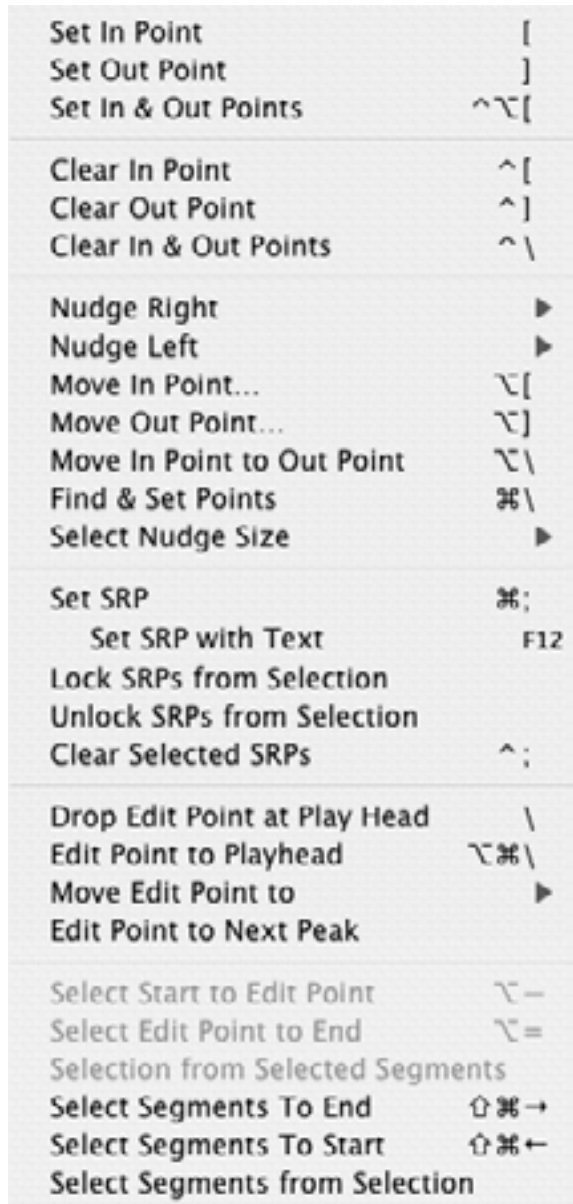 Set In Point [
Set Out Point ]
Set In & Out Points ^⌥[
Clear In Point ^[
Clear Out Point ^]
Clear In & Out Points ^\
Nudge Right ▶
Nudge Left ▶
Move In Point... ⌥[
Move Out Point... ⌥]
Move In Point to Out Point ⌥\
Find & Set Points ⌘\
Select Nudge Size ▶
Set SRP ⌘;
Set SRP with Text F12
Lock SRPs from Selection
Unlock SRPs from Selection
Clear Selected SRPs ^;
Drop Edit Point at Play Head \
Edit Point to Playhead ⌥⌘\
Move Edit Point to ▶
Edit Point to Next Peak
Select Start to Edit Point ⌥—
Select Edit Point to End ⌥=
Selection from Selected Segments
Select Segments To End ⇧⌘→
Select Segments To Start ⇧⌘←
Select Segments from Selection